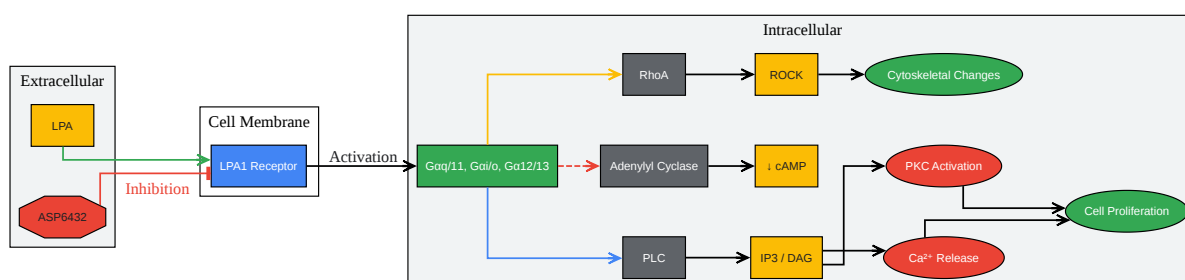 Extracellular
LPA
ASP6432
Inhibition
Cell Membrane
LPA1 Receptor
Activation
Intracellular
Gαq/11, Gαi/o, Gα12/13
RhoA
ROCK
Cytoskeletal Changes
Adenylyl Cyclase
↓ cAMP
PKC Activation
PLC
IP3 / DAG
Ca²⁺ Release
Cell Proliferation